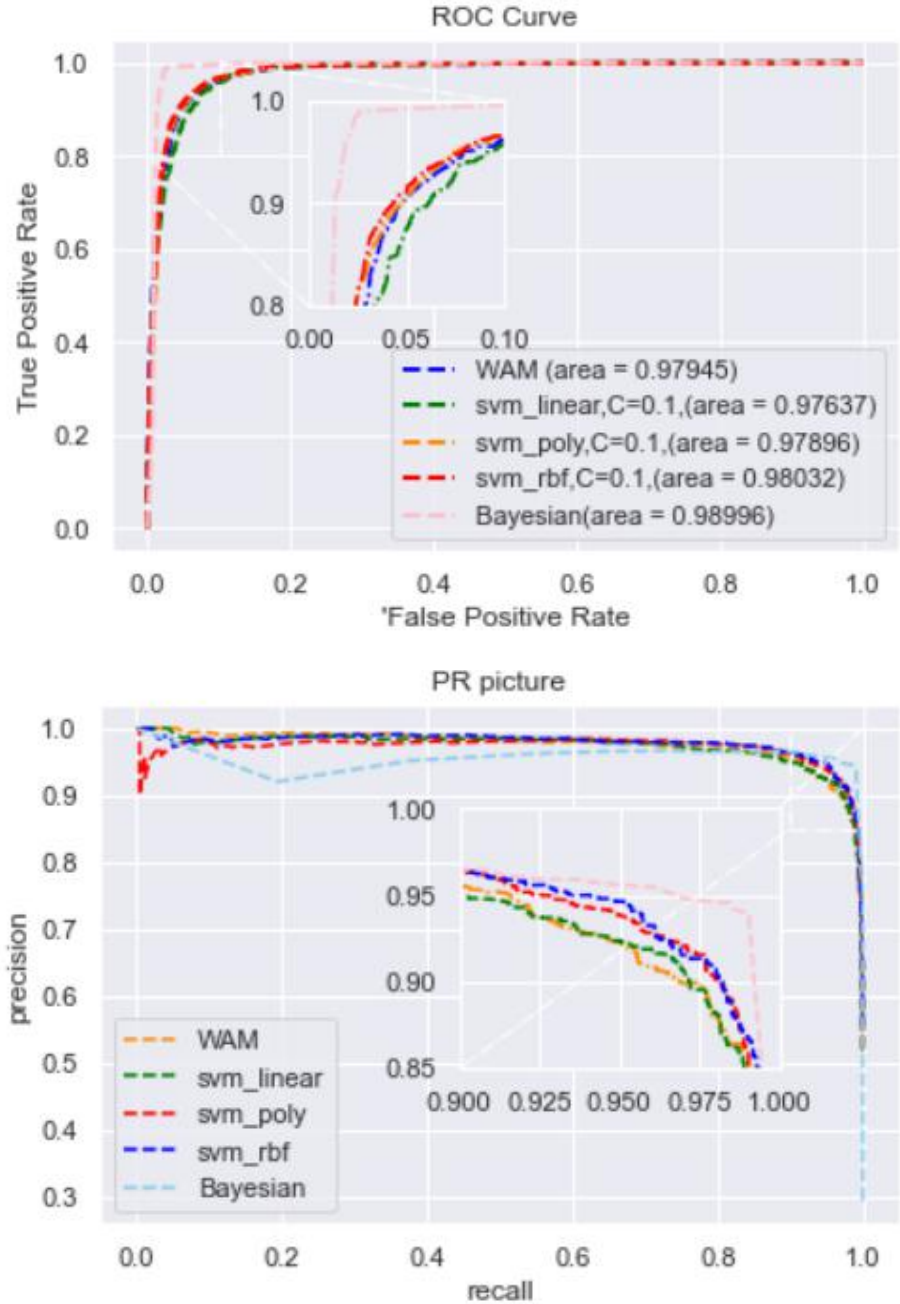 ROC Curve
1.0
0.8
0.6
0.4
0.2
0.0
True Positive Rate
1.0
0.9
0.8
0.00 0.05 0.10
WAM (area = 0.97945)
svm_linear,C=0.1,(area = 0.97637)
svm_poly,C=0.1,(area = 0.97896)
svm_rbf,C=0.1,(area = 0.98032)
Bayesian(area = 0.98996)
0.0 0.2 0.4 0.6 0.8 1.0
'False Positive Rate
PR picture
1.0
0.9
0.8
0.7
0.6
0.5
0.4
0.3
precision
1.00
0.95
0.90
0.85
0.900 0.925 0.950 0.975 1.000
WAM
svm_linear
svm_poly
svm_rbf
Bayesian
0.0 0.2 0.4 0.6 0.8 1.0
recall